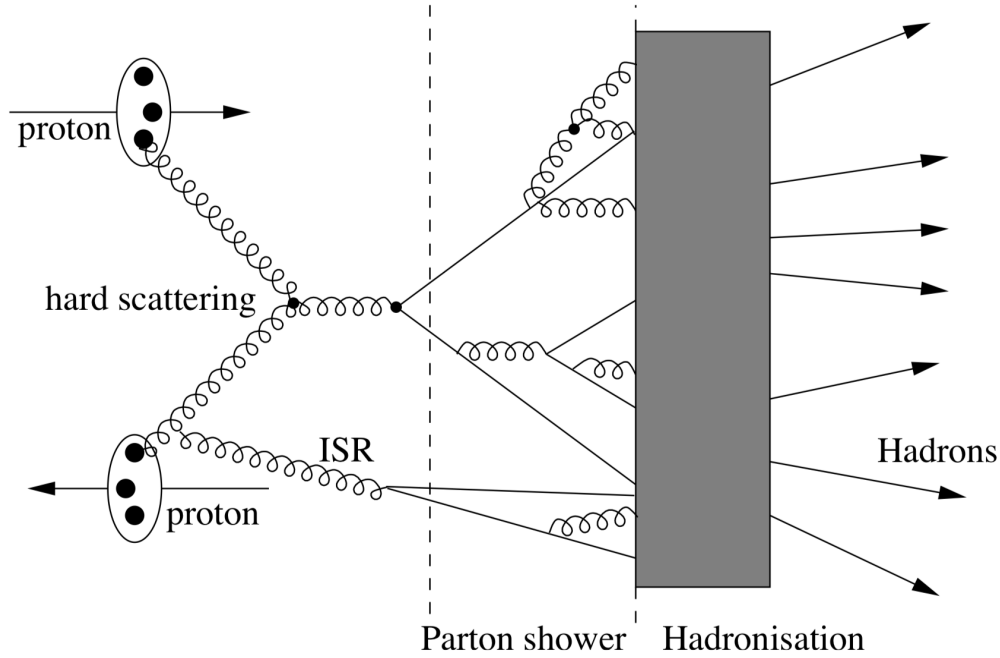 proton
hard scattering
ISR
Hadrons
proton
Parton shower
Hadronisation